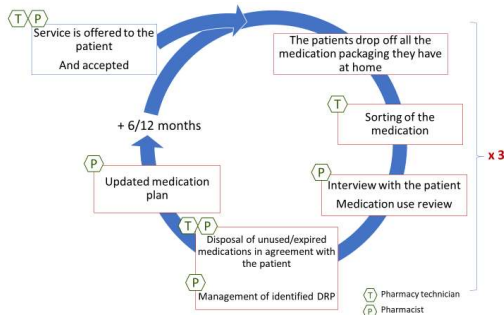 T P
Service is offered to the
patient
And accepted
The patients drop off all the
medication packaging they have
at home
T
Sorting of the
medication
x 3
P
Interview with the patient
Medication use review
T P
Disposal of unused/expired
medications in agreement with
the patient
P
Management of identified DRP
P
Updated medication
plan
+ 6/12 months
T Pharmacy technician
P Pharmacist